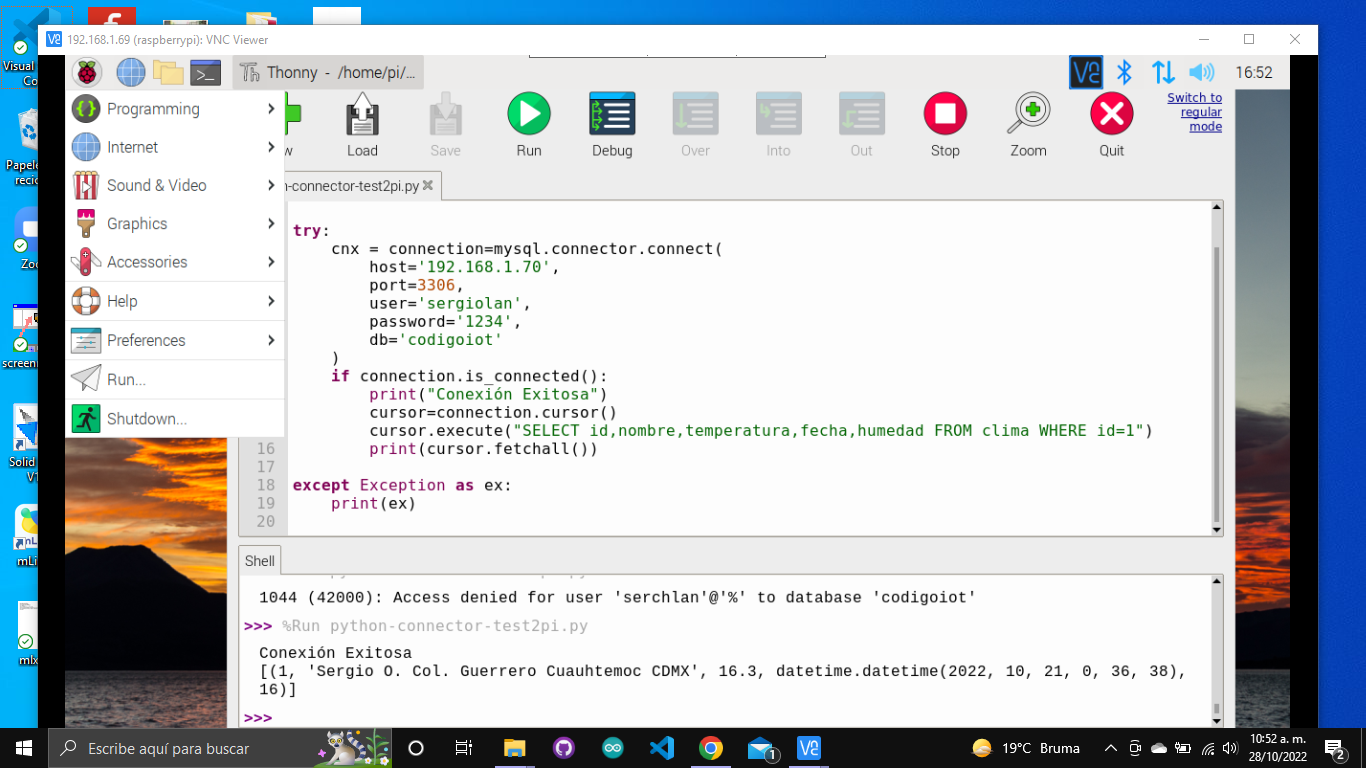 192.168.1.69 (raspberrypi): VNC Viewer
Thonny - /home/pi/...
16:52
Programming
Internet
Sound & Video
Graphics
Accessories
Help
Preferences
Run...
Shutdown...
w
Load
Save
Run
Debug
Over
Into
Out
Stop
Zoom
Quit
Switch to
regular
mode
n-connector-test2pi.py
try:
cnx = connection=mysql.connector.connect(
host='192.168.1.70',
port=3306,
user='sergiolan',
password='1234',
db='codigoiot'
)
if connection.is_connected():
print("Conexión Exitosa")
cursor=connection.cursor()
cursor.execute("SELECT id,nombre,temperatura,fecha,humedad FROM clima WHERE id=1")
16 print(cursor.fetchall())
17
18 except Exception as ex:
19 print(ex)
20
Shell
1044 (42000): Access denied for user 'serchlan'@'%' to database 'codigoiot'
>>> %Run python-connector-test2pi.py
Conexión Exitosa
[(1, 'Sergio O. Col. Guerrero Cuauhtemoc CDMX', 16.3, datetime.datetime(2022, 10, 21, 0, 36, 38),
16)]
>>>
Visual
Co
Papele
recic
Zoo
screen
Solid
V1
mLi
mlx
Escribe aquí para buscar
1
19°C Bruma
10:52 a. m.
28/10/2022
2